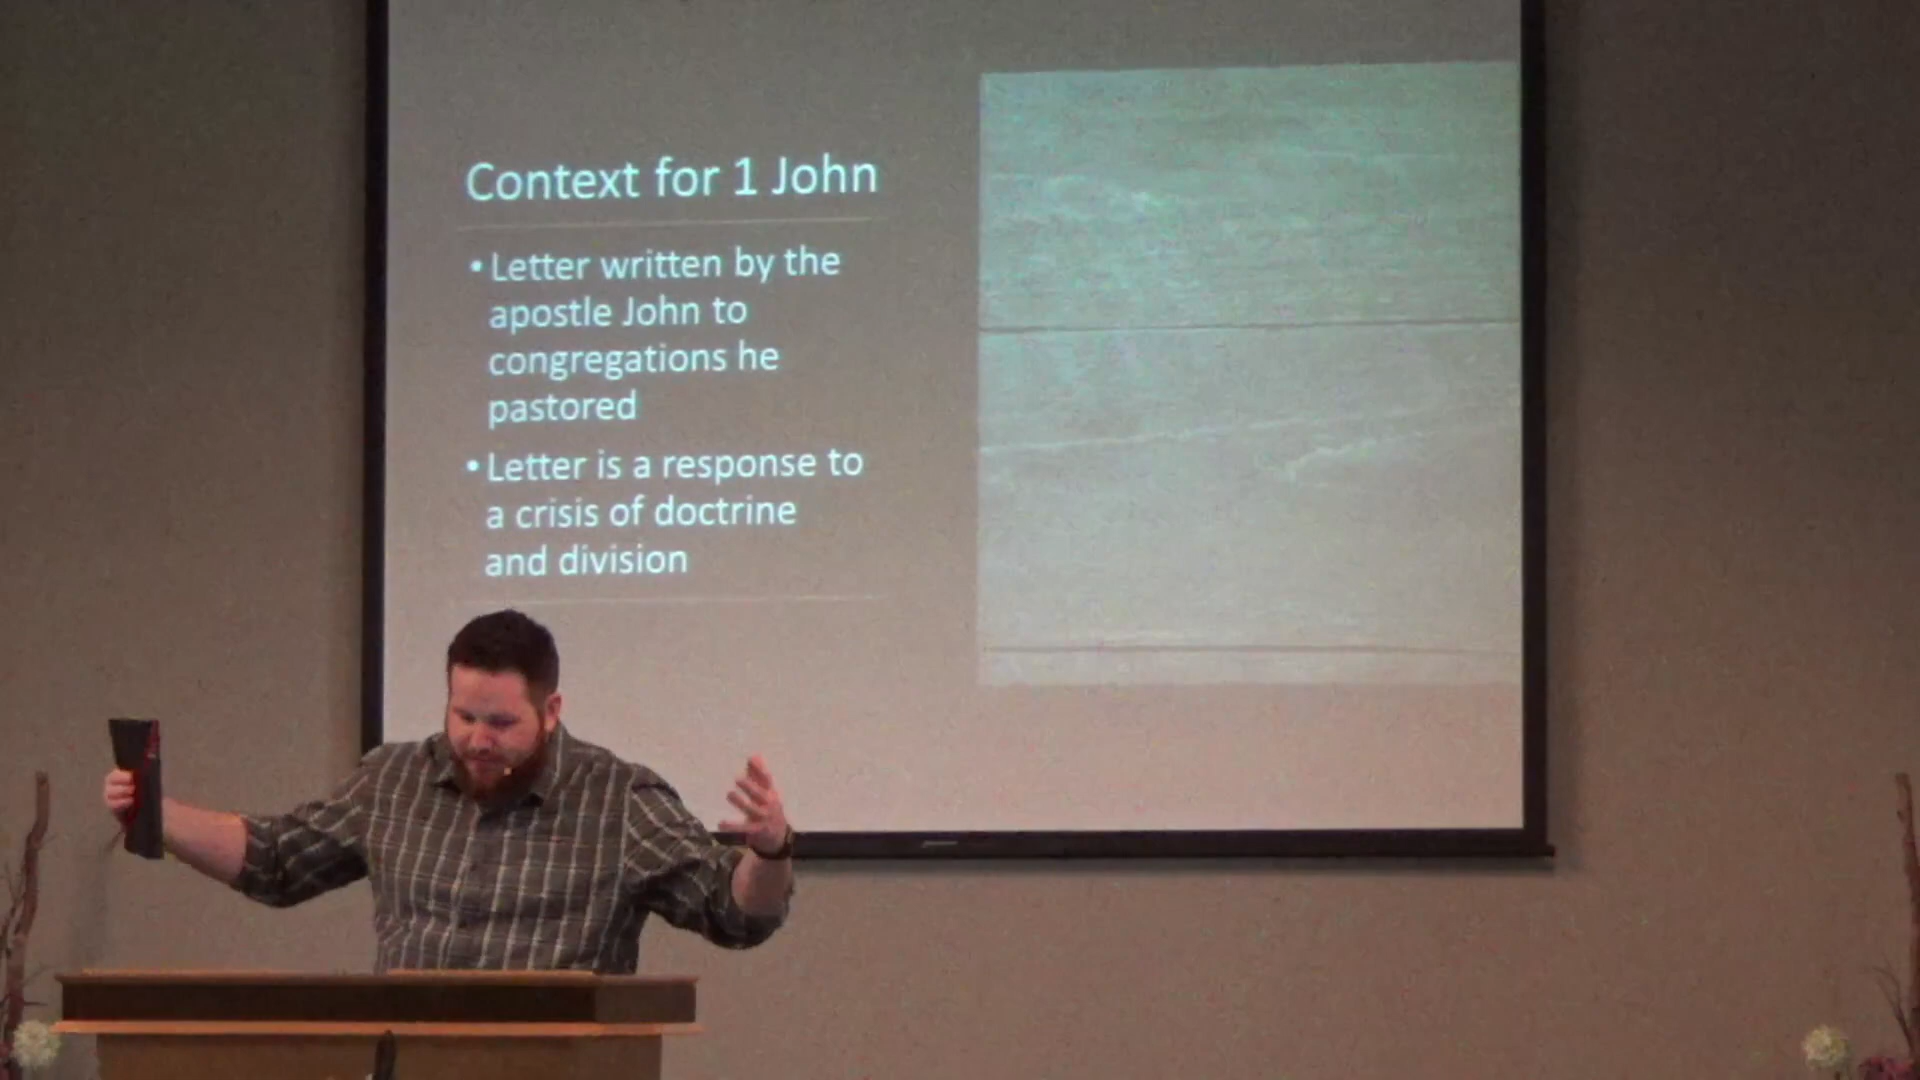 Context for 1 John
• Letter written by the
apostle John to
congregations he
pastored
• Letter is a response to
a crisis of doctrine
and division